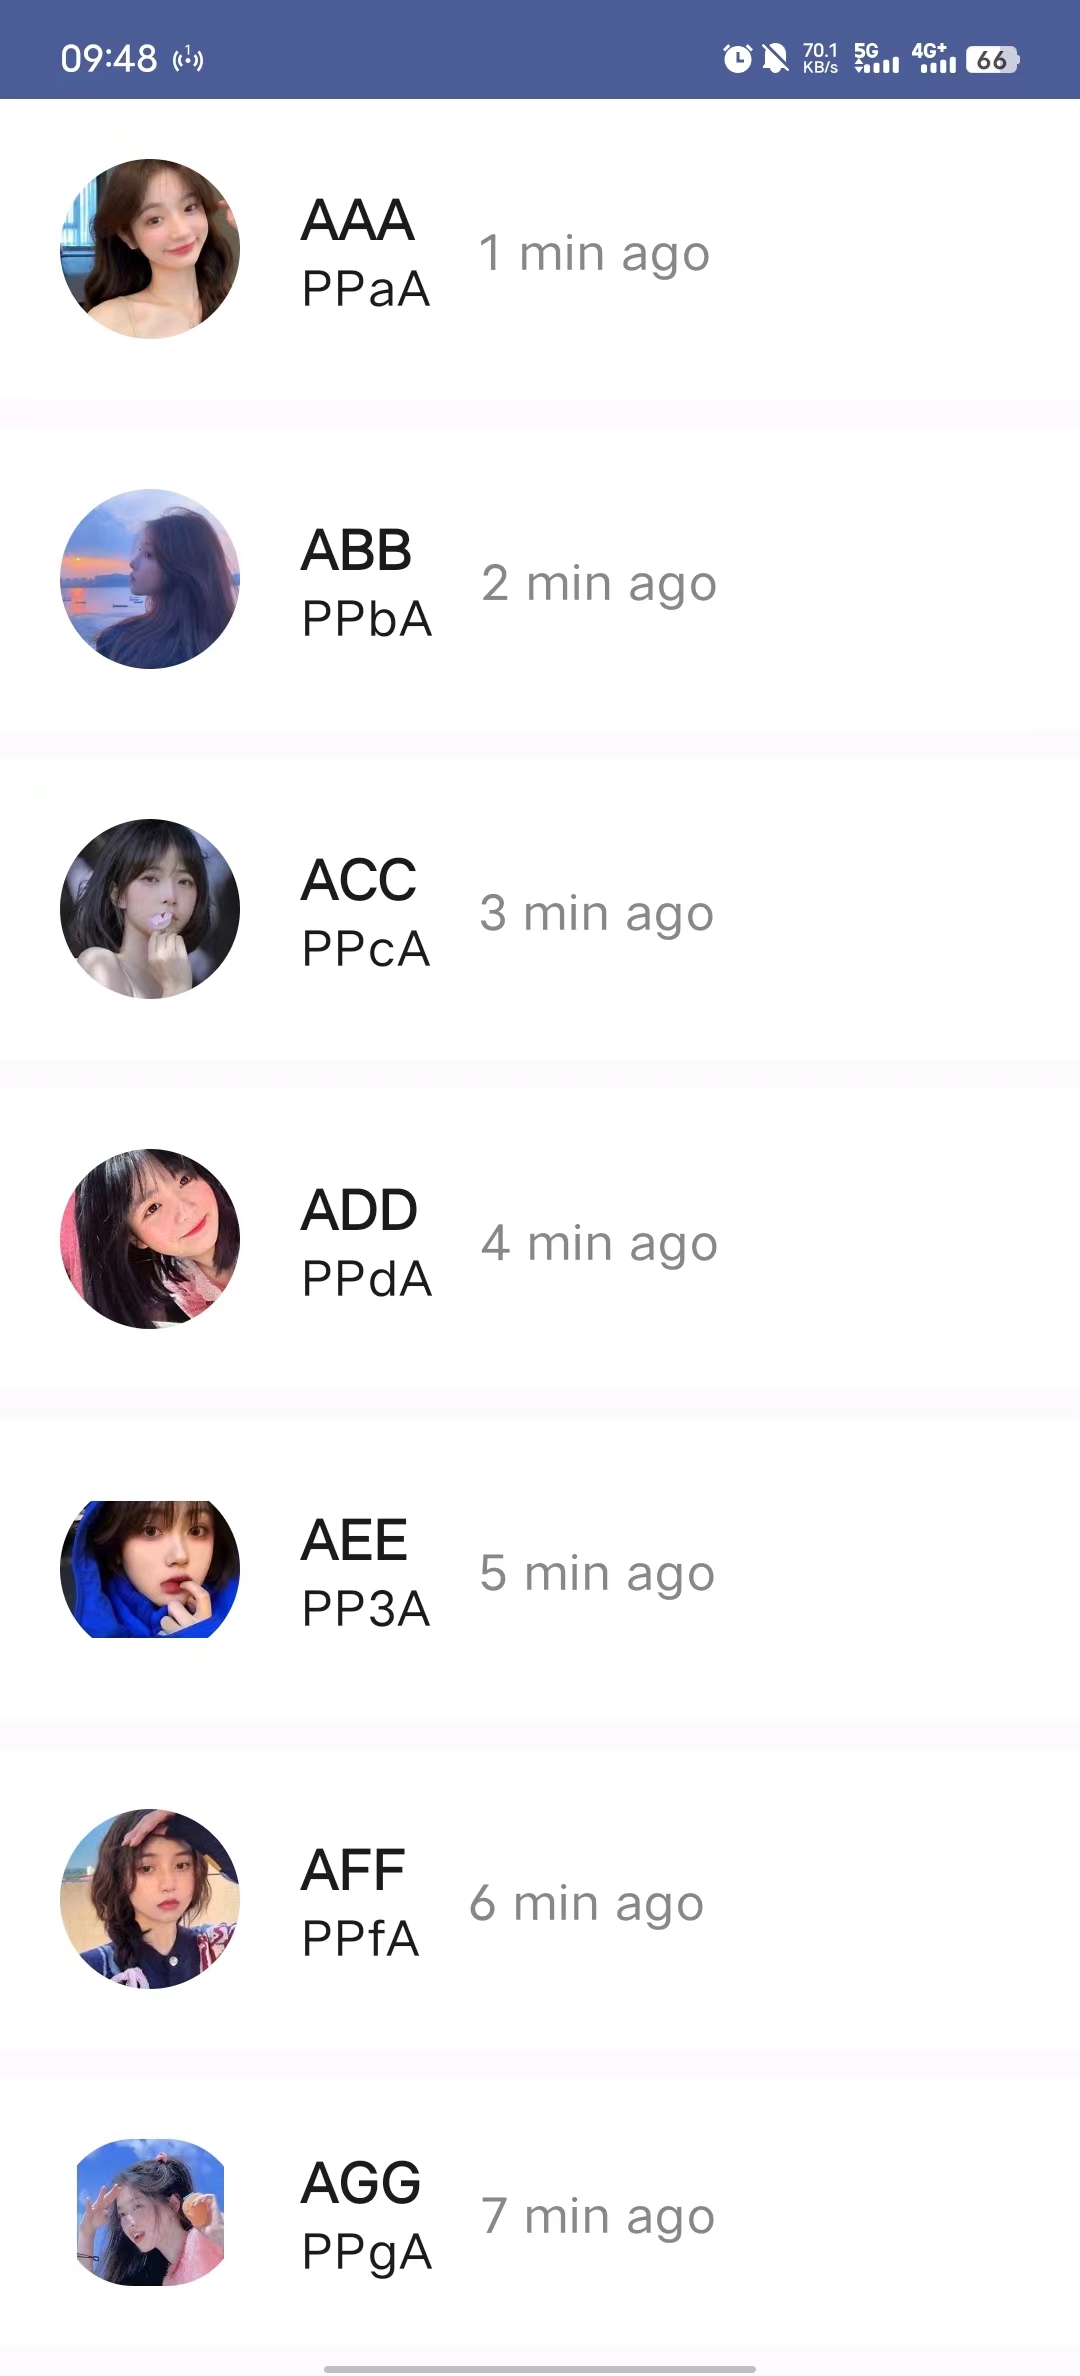 09:48 1 70.1 KB/s 5G 4G+ 66
AAA
PPaA
1 min ago
ABB
PPbA
2 min ago
ACC
PPcA
3 min ago
ADD
PPdA
4 min ago
AEE
PP3A
5 min ago
AFF
PPfA
6 min ago
AGG
PPgA
7 min ago